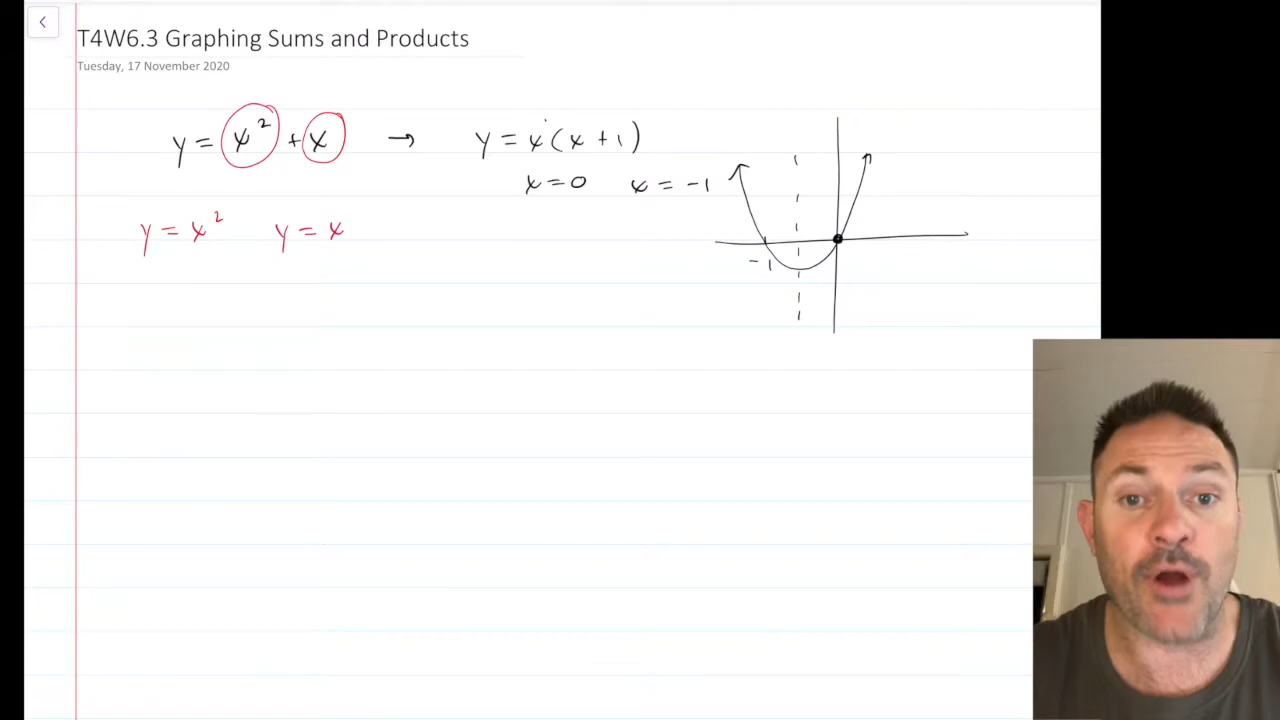 T4W6.3 Graphing Sums and Products
Tuesday, 17 November 2020
y = x² + x → y = x(x + 1)
x = 0 x = -1
y = x² y = x
-1